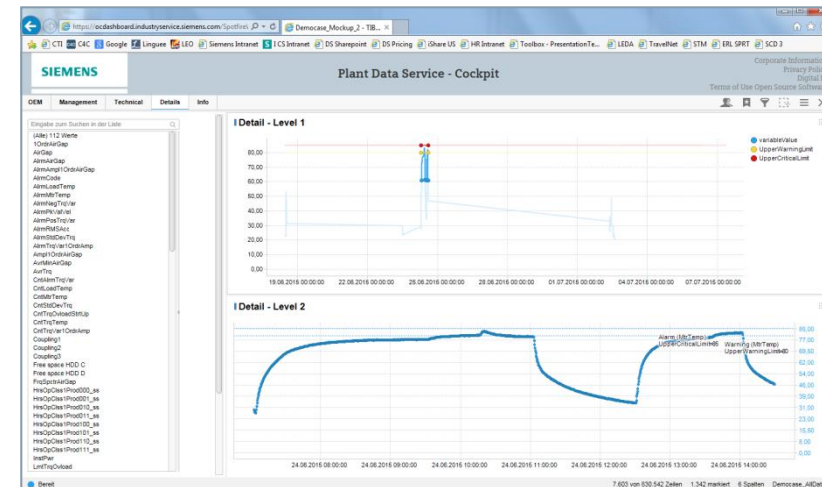 https://ocdashboard.industryservice.siemens.com/Spotfire\
Democase_Mockup_2 - TIB...
CTI C4C Google Linguee LEO Siemens Intranet I CS Intranet DS Sharepoint DS Pricing iShare US HR Intranet Toolbox - PresentationTe... LEDA TravelNet STM ERL SPRT SCD 3
SIEMENS
Plant Data Service - Cockpit
Corporate Informatio
Privacy Poli
Digital
Terms of Use Open Source Softwar
OEM Management Technical Details Info
Eingabe zum Suchen in der Liste
(Alle) 112 Werte
1OrdrAirGap
AirGap
AlrmAirGap
AlrmAmpl1OrdrAirGap
AlrmCode
AlrmLoadTemp
AlrmMtrTemp
AlrmNegTrqVar
AlrmPkValVel
AlrmPosTrqVar
AlrmRMSAcc
AlrmStdDevTrq
AlrmTrqVar1OrdrAmp
Ampl1OrdrAirGap
AvrMinAirGap
AvrTrq
CntAlrmTrqVar
CntLoadTemp
CntMtrTemp
CntStdDevTrq
CntTrqOvloadStrtUp
CntTrqTemp
CntTrqVar1OrdrAmp
Coupling1
Coupling2
Coupling3
Free space HDD C
Free space HDD D
FrqSpctrAirGap
HrsOpClss1Prod000_ss
HrsOpClss1Prod001_ss
HrsOpClss1Prod010_ss
HrsOpClss1Prod011_ss
HrsOpClss1Prod100_ss
HrsOpClss1Prod101_ss
HrsOpClss1Prod110_ss
HrsOpClss1Prod111_ss
InstPwr
LmtTrqOvload
Detail - Level 1
variableValue
UpperWarningLimit
UpperCriticalLimit
80,00
70,00
60,00
50,00
40,00
30,00
20,00
10,00
0,00
19.06.2016 00:00:00 22.06.2016 00:00:00 25.06.2016 00:00:00 28.06.2016 00:00:00 01.07.2016 00:00:00 04.07.2016 00:00:00 07.07.2016 00:00:00
Detail - Level 2
Alarm (MtrTemp)
UpperCriticalLimit=85
Warning (MtrTemp)
UpperWarningLimit=80
85,00
77,00
69,80
62,00
54,00
46,00
39,00
31,00
23,00
0,00
24.06.2016 08:00:00 24.06.2016 09:00:00 24.06.2016 10:00:00 24.06.2016 11:00:00 24.06.2016 12:00:00 24.06.2016 13:00:00 24.06.2016 14:00:00
Bereit
7.603 von 630.542 Zeilen 1.342 markiert 6 Spalten Democase_AllDat